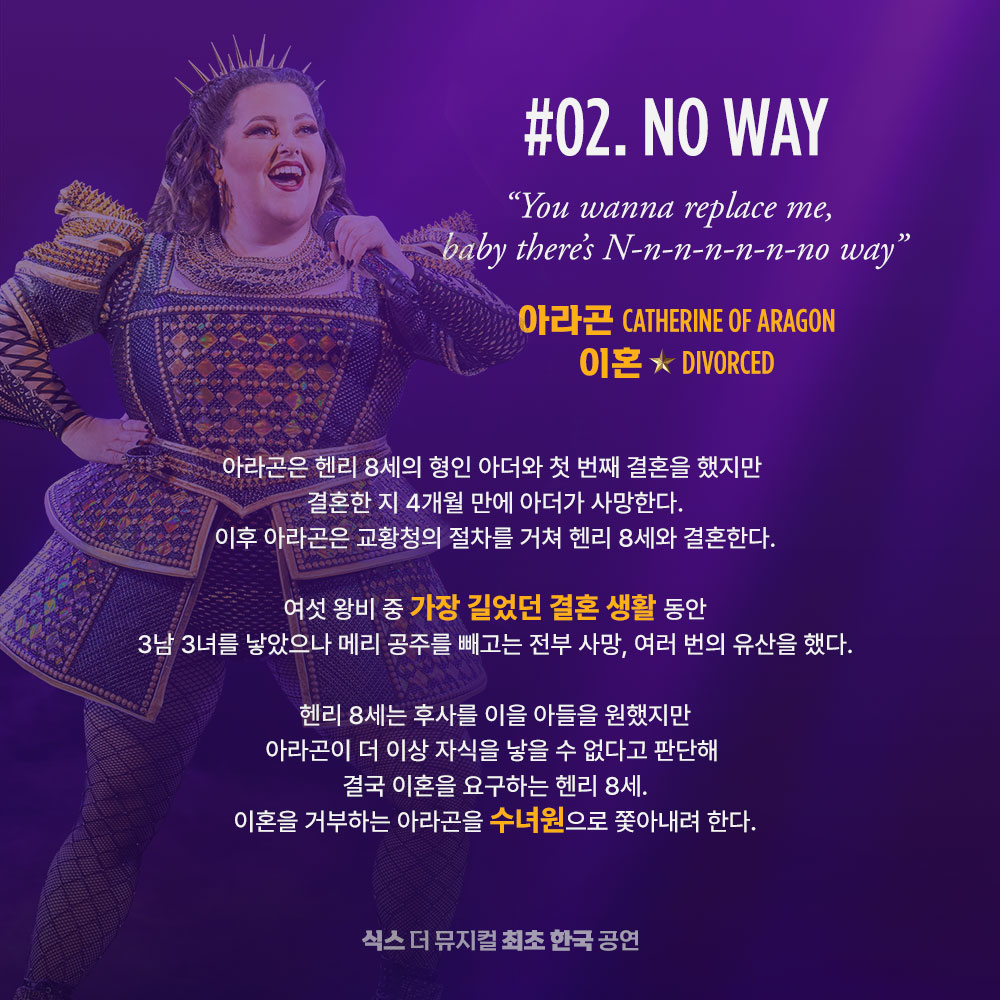 #02. NO WAY
“You wanna replace me,
baby there’s N-n-n-n-n-n-no way”
아라곤 CATHERINE OF ARAGON
이혼 ★ DIVORCED
아라곤은 헨리 8세의 형인 아더와 첫 번째 결혼을 했지만
결혼한 지 4개월 만에 아더가 사망한다.
이후 아라곤은 교황청의 절차를 거쳐 헨리 8세와 결혼한다.
여섯 왕비 중 가장 길었던 결혼 생활 동안
3남 3녀를 낳았으나 메리 공주를 빼고는 전부 사망, 여러 번의 유산을 했다.
헨리 8세는 후사를 이을 아들을 원했지만
아라곤이 더 이상 자식을 낳을 수 없다고 판단해
결국 이혼을 요구하는 헨리 8세.
이혼을 거부하는 아라곤을 수녀원으로 쫓아내려 한다.
식스 더 뮤지컬 최초 한국 공연